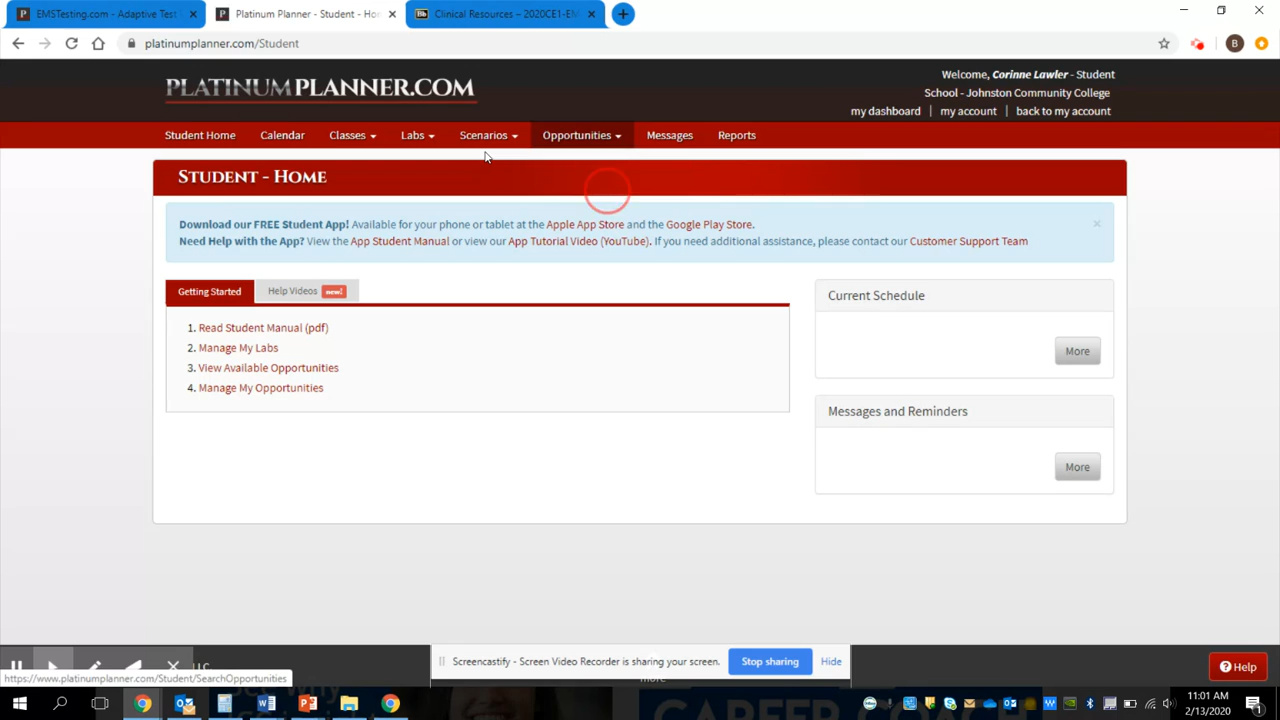 EMSTesting.com - Adaptive Test
Platinum Planner - Student - Ho
Clinical Resources – 2020CE1-EM
platinumplanner.com/Student
B
PLATINUMPLANNER.COM
Welcome, Corinne Lawler - Student
School - Johnston Community College
my dashboard | my account | back to my account
Student Home
Calendar
Classes
Labs
Scenarios
Opportunities
Messages
Reports
STUDENT - HOME
Download our FREE Student App! Available for your phone or tablet at the Apple App Store and the Google Play Store.
Need Help with the App? View the App Student Manual or view our App Tutorial Video (YouTube). If you need additional assistance, please contact our Customer Support Team
Getting Started
Help Videos new!
1. Read Student Manual (pdf)
2. Manage My Labs
3. View Available Opportunities
4. Manage My Opportunities
Current Schedule
More
Messages and Reminders
More
Screencastify - Screen Video Recorder is sharing your screen.
Stop sharing
Hide
Help
https://www.platinumplanner.com/Student/SearchOpportunities
CAREER COACH
11:01 AM
2/13/2020